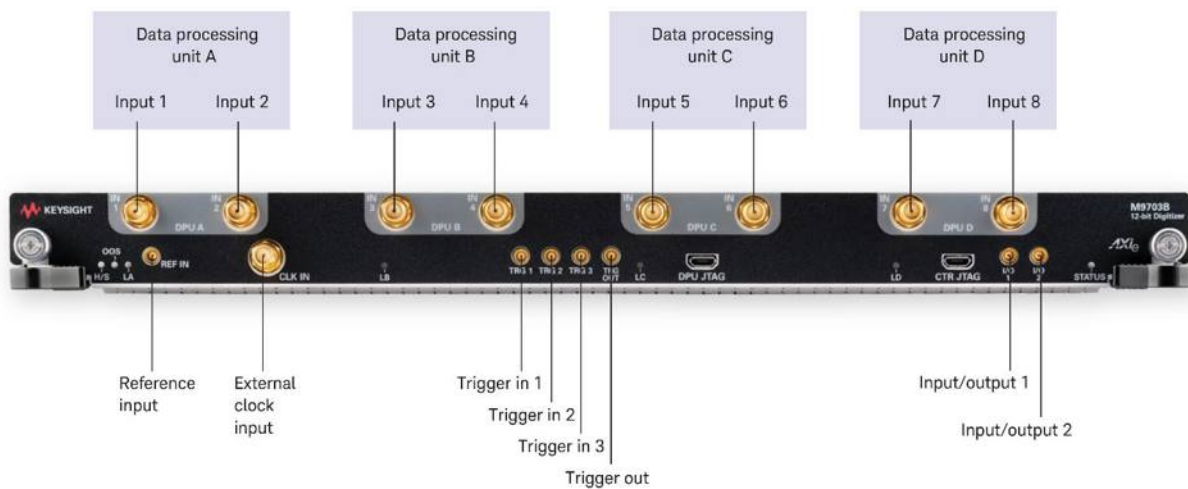 Data processing
unit A
Input 1 Input 2
Data processing
unit B
Input 3 Input 4
Data processing
unit C
Input 5 Input 6
Data processing
unit D
Input 7 Input 8
KEYSIGHT
IN
1
IN
2
DPU A
IN
3
IN
4
DPU B
IN
5
IN
6
DPU C
IN
7
IN
8
DPU D
M9703B
12-bit Digitizer
AXIe
OOS
H/S
LA
REF IN
CLK IN
LB
TRIG 1
TRIG 2
TRIG 3
TRIG
OUT
LC
DPU JTAG
LD
CTR JTAG
I/O
1
I/O
2
STATUS
Reference
input
External
clock
input
Trigger in 1
Trigger in 2
Trigger in 3
Trigger out
Input/output 1
Input/output 2